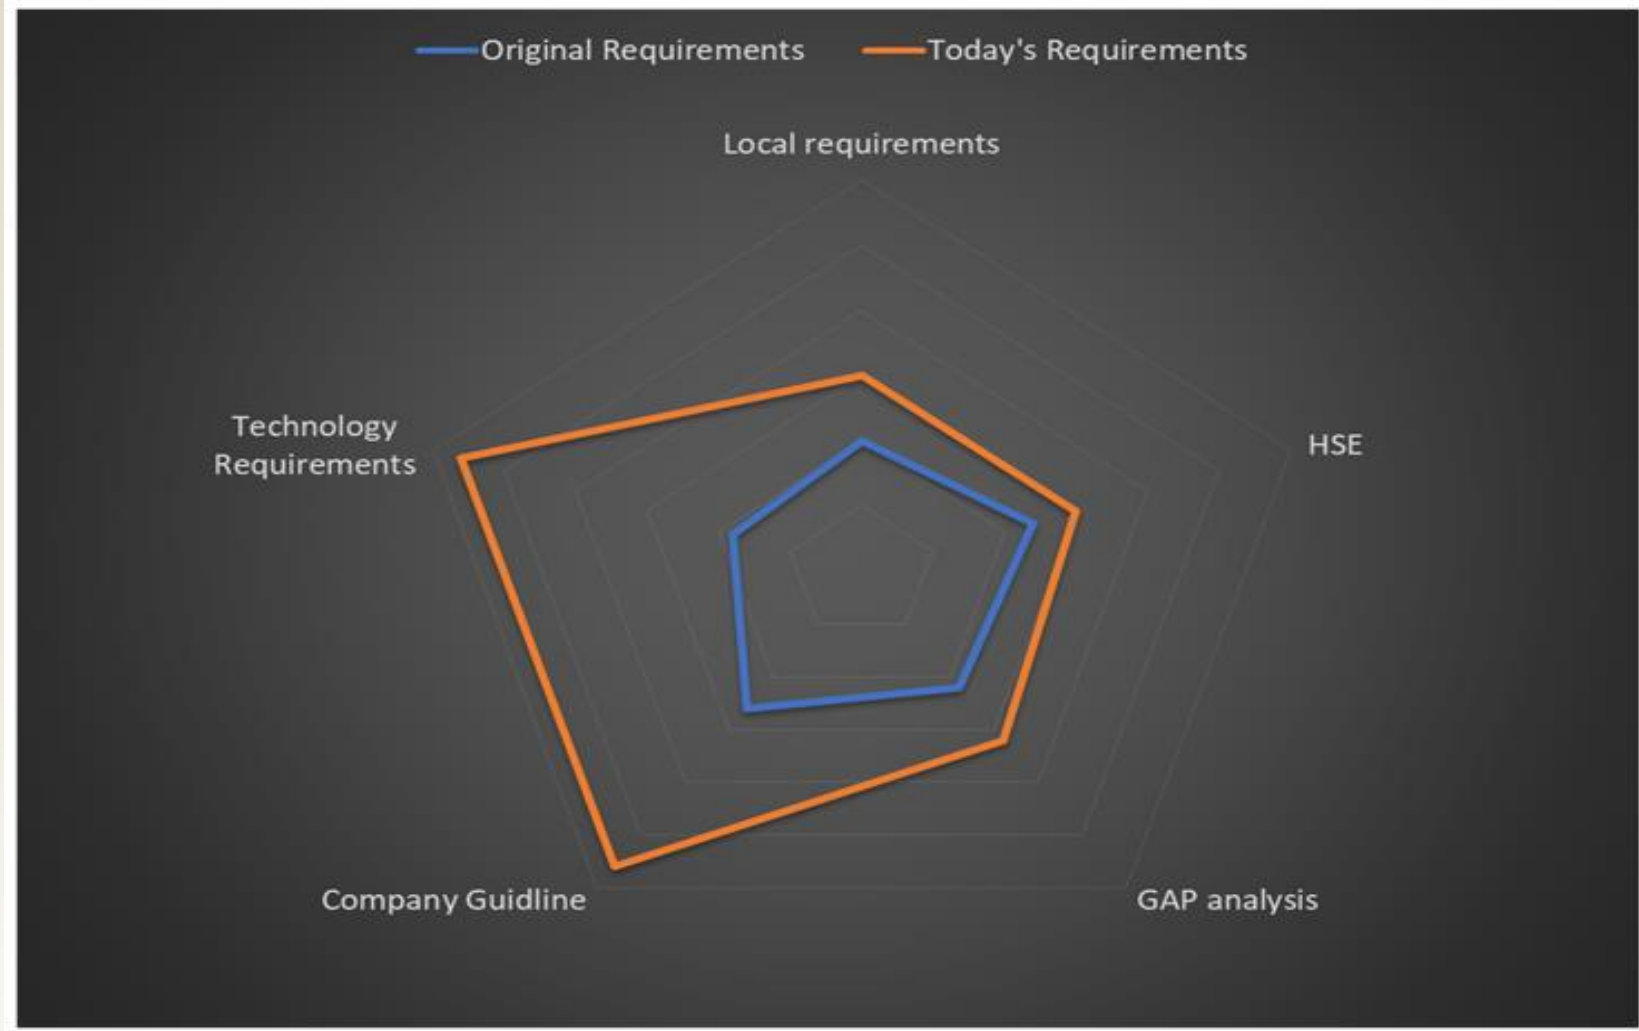 Original Requirements
Today's Requirements
Local requirements
HSE
Technology
Requirements
Company Guidline
GAP analysis